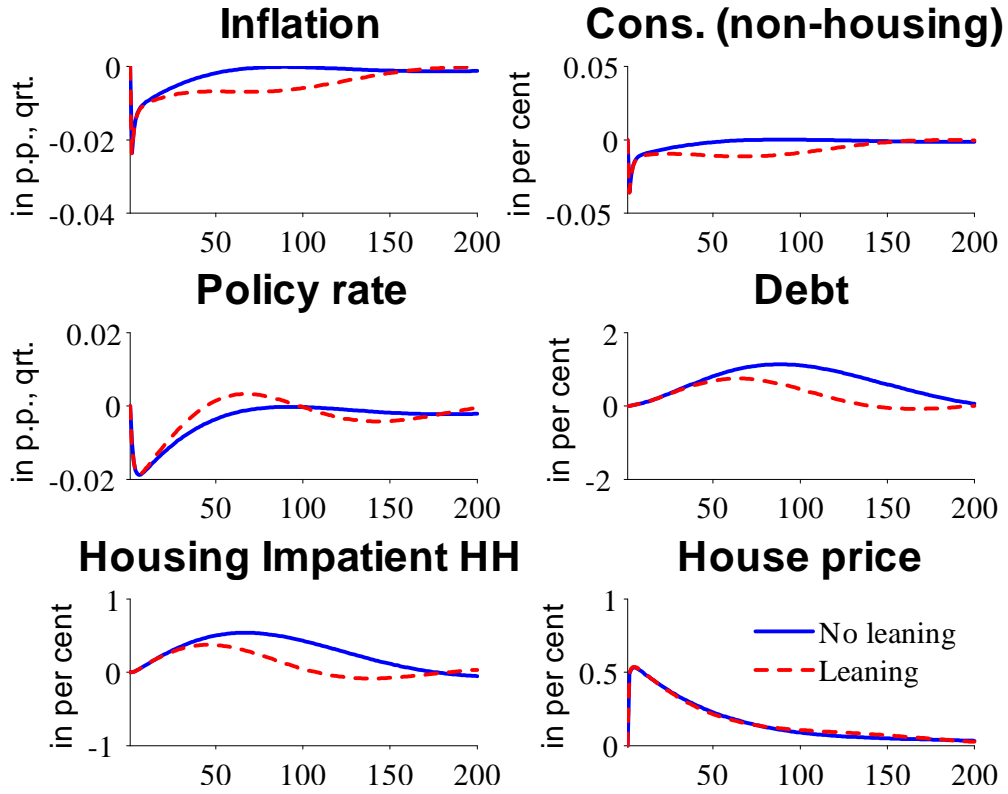 Inflation
in p.p., qrt.
0
-0.02
-0.04
50 100 150 200
Cons. (non-housing)
in per cent
0.05
0
-0.05
50 100 150 200
Policy rate
in p.p., qrt.
0.02
0
-0.02
50 100 150 200
Debt
in per cent
2
0
-2
50 100 150 200
Housing Impatient HH
in per cent
1
0
-1
50 100 150 200
House price
in per cent
1
0.5
0
50 100 150 200
No leaning
Leaning